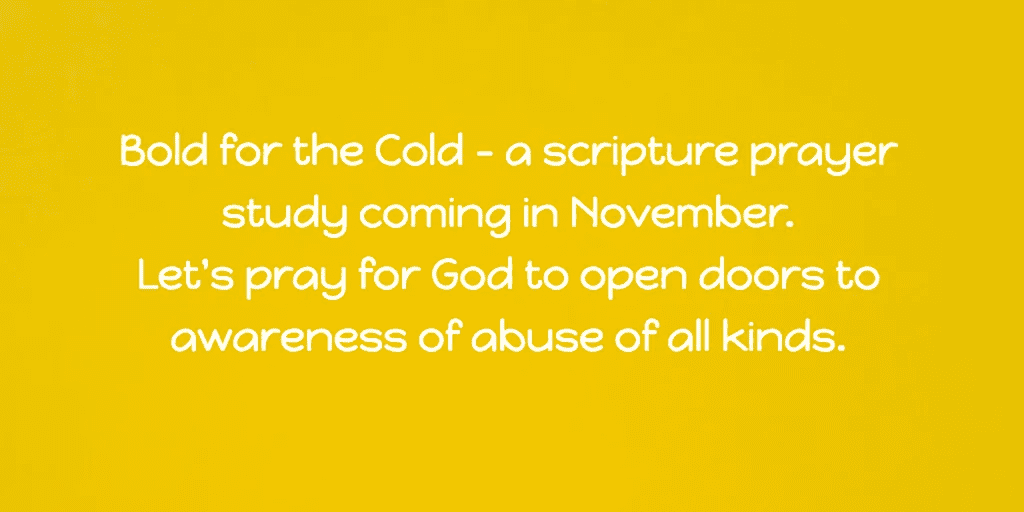 Bold for the Cold - a scripture prayer
study coming in November.
Let's pray for God to open doors to
awareness of abuse of all kinds.